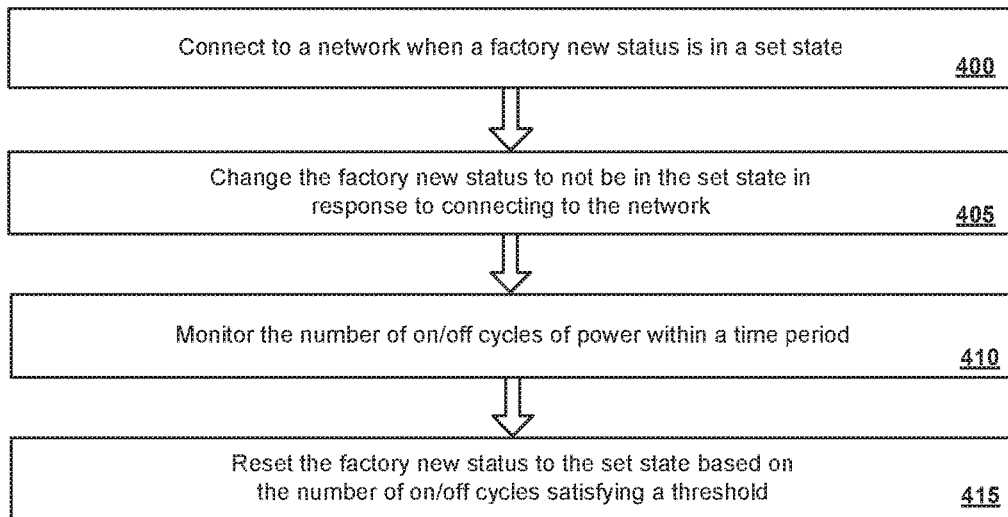 Connect to a network when a factory new status is in a set state
400
Change the factory new status to not be in the set state in
response to connecting to the network
405
Monitor the number of on/off cycles of power within a time period
410
Reset the factory new status to the set state based on
the number of on/off cycles satisfying a threshold
415